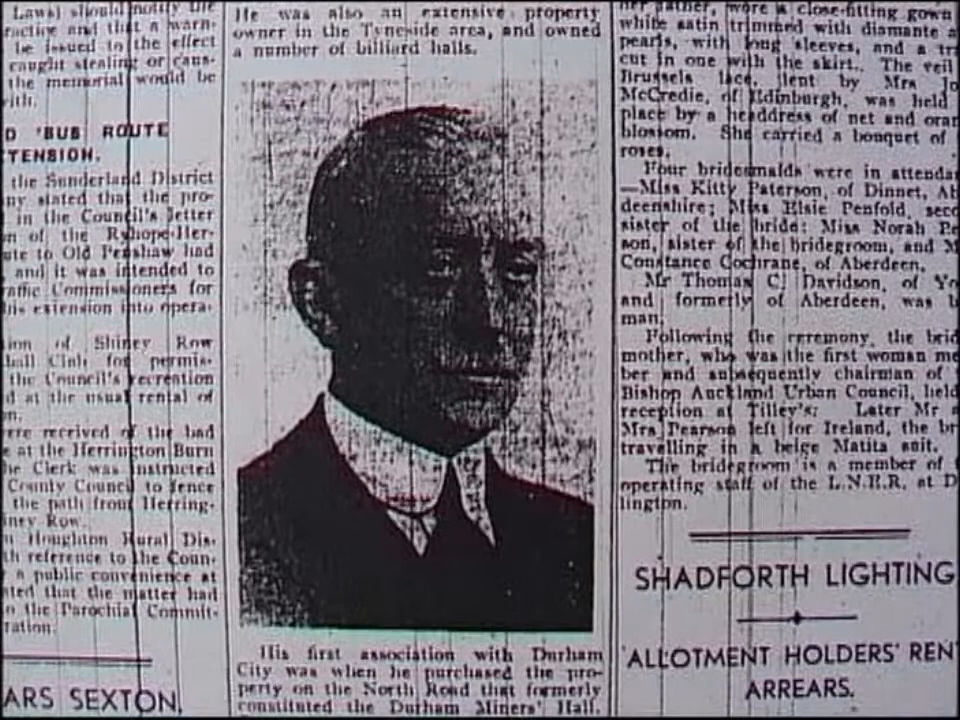 Lawal should notify the
and that a warn-
be issued to the effect
caught stealing or caus-
the memorial would be
with.
D 'BUS ROUTE
TENSION.
the Sunderland District
ny stated that the pro-
in the Council's letter
n of the Ryhope-Her-
ute to Old Penshaw had
and it was intended to
affic Commissioners for
his extension into opera-
ion of Shiney Row
ball Club for permis-
the Council's recreation
d at the usual rental of
n.
ere received of the bad
e at the Herrington Burn
he Clerk was instructed
County Council to fence
the path from Herring-
iney Row.
n Houghton Rural Dis-
th reference to the Coun-
a public convenience at
ated that the matter had
o the Parochial Commit-
ration.
ARS SEXTON.
He was also an extensive property
owner in the Tyneside area, and owned
a number of billiard halls.
His first association with Durham
City was when he purchased the pro-
perty on the North Road that formerly
constituted the Durham Miners' Hall.
her father, wore a close-fitting gown
white satin trimmed with diamante a
pearls, with long sleeves, and a tr
cut in one with the skirt. The veil
Brussels lace, lent by Mrs Jo
McCredie, of Edinburgh, was held
place by a headdress of net and oran
blossom. She carried a bouquet of
roses.
Four bridesmaids were in attendan
—Miss Kitty Paterson, of Dinnet, Ab
deenshire; Miss Elsie Penfold, seco
sister of the bride; Miss Norah Pe
son, sister of the bridegroom, and M
Constance Cochrane, of Aberdeen.
Mr Thomas C. Davidson, of Yo
and formerly of Aberdeen, was b
man.
Following the ceremony, the brid
mother, who was the first woman me
ber and subsequently chairman of
Bishop Auckland Urban Council, held
reception at Tilley's. Later Mr a
Mrs Pearson left for Ireland, the br
travelling in a beige Matita suit.
The bridegroom is a member of
operating staff of the L.N.E.R. at D
lington.
SHADFORTH LIGHTING
ALLOTMENT HOLDERS' RENT
ARREARS.